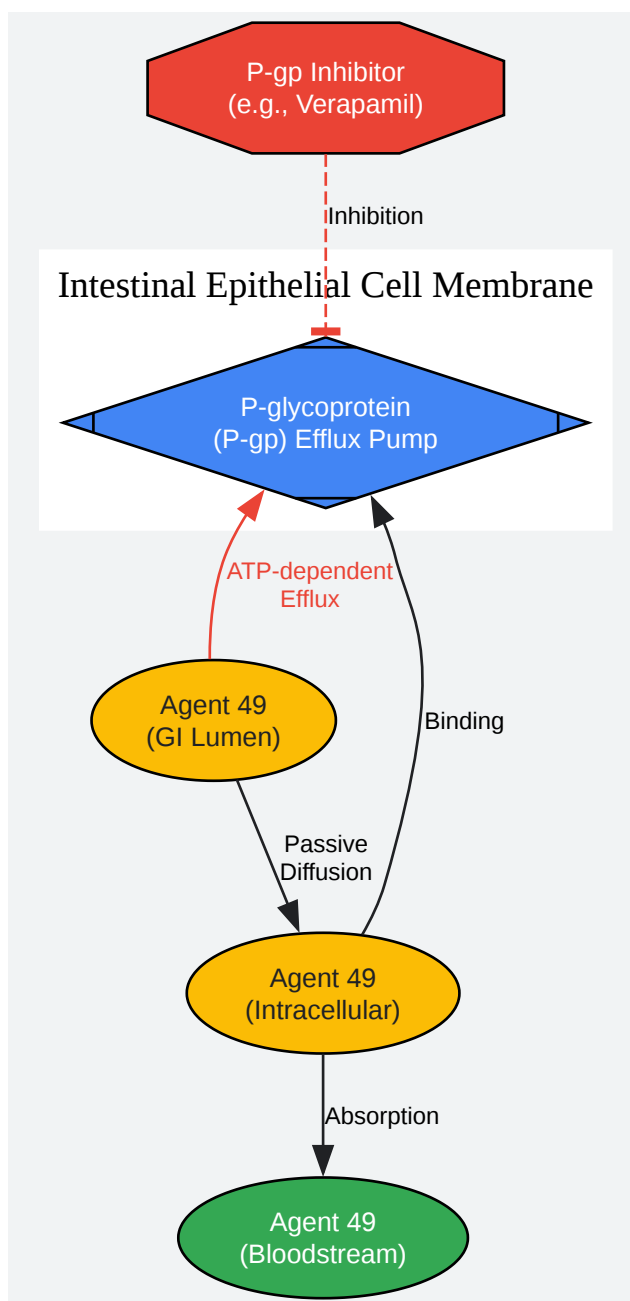 P-gp Inhibitor
(e.g., Verapamil)
Inhibition
Intestinal Epithelial Cell Membrane
P-glycoprotein
(P-gp) Efflux Pump
ATP-dependent
Efflux
Agent 49
(GI Lumen)
Binding
Passive
Diffusion
Agent 49
(Intracellular)
Absorption
Agent 49
(Bloodstream)